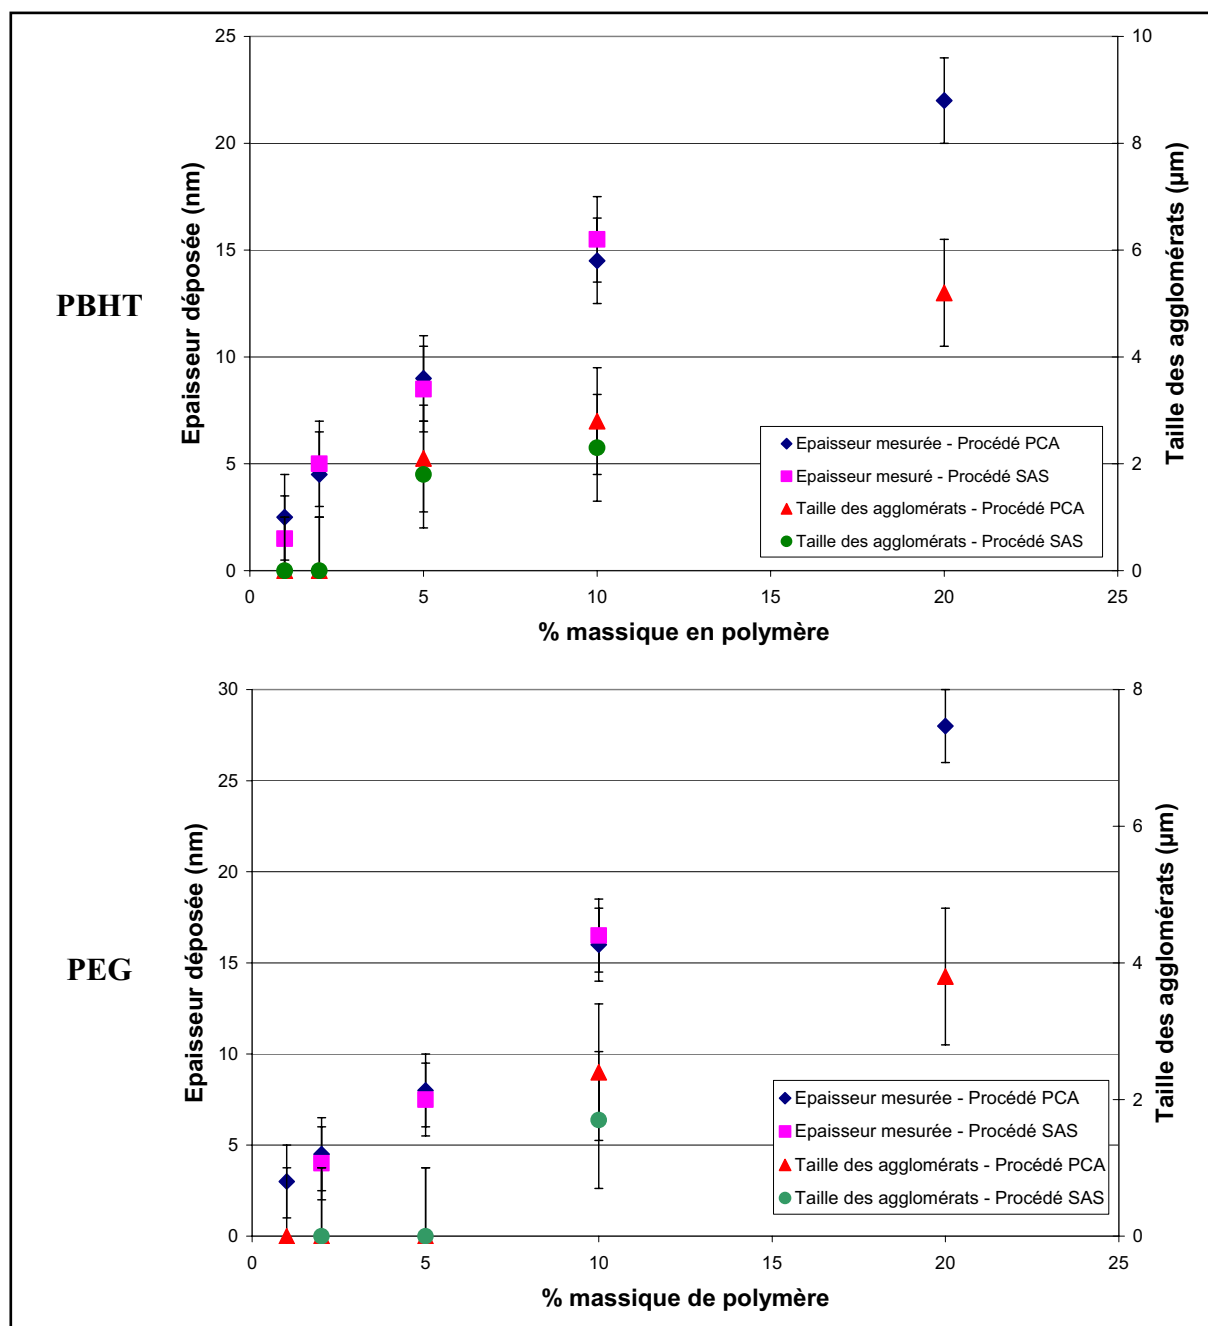 PBHT
Epaisseur déposée (nm)
25
20
15
10
5
0
10
8
6
4
2
0
Taille des agglomérats (µm)
Epaisseur mesurée - Procédé PCA
Epaisseur mesuré - Procédé SAS
Taille des agglomérats - Procédé PCA
Taille des agglomérats - Procédé SAS
0 5 10 15 20 25
% massique en polymère
PEG
Epaisseur déposée (nm)
30
25
20
15
10
5
0
8
6
4
2
0
Taille des agglomérats (µm)
Epaisseur mesurée - Procédé PCA
Epaisseur mesurée - Procédé SAS
Taille des agglomérats - Procédé PCA
Taille des agglomérats - Procédé SAS
0 5 10 15 20 25
% massique de polymère